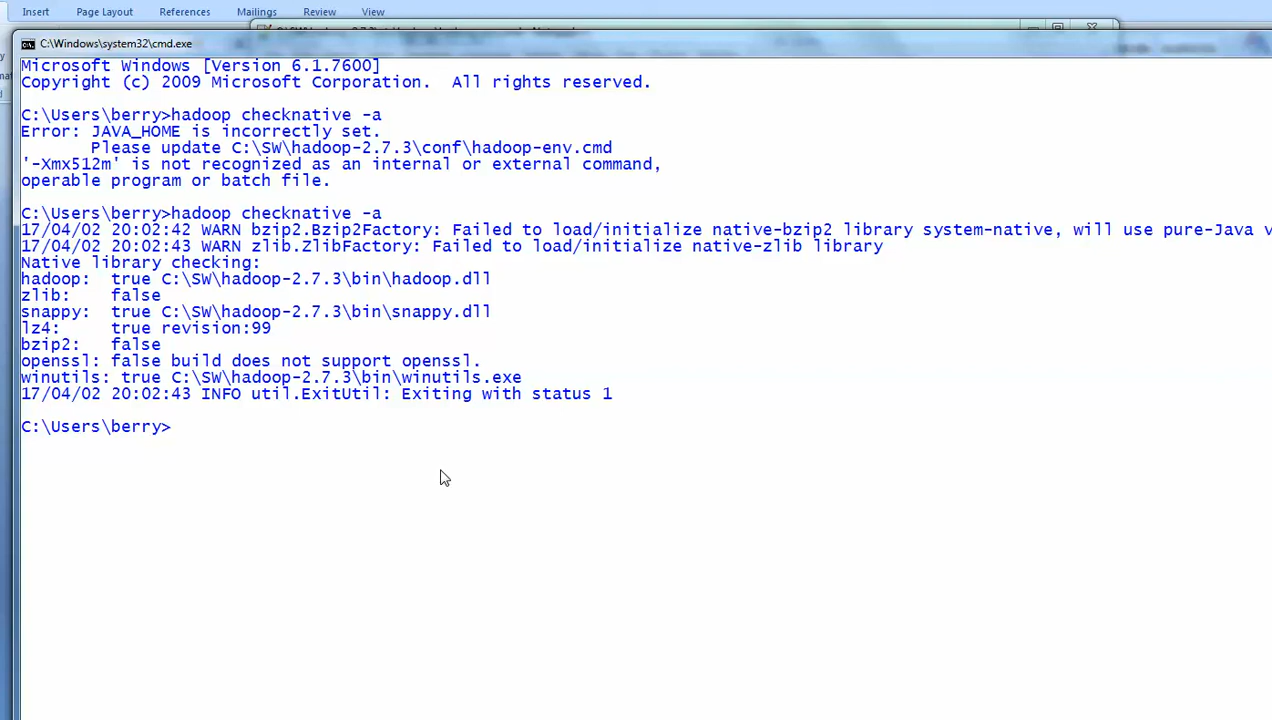 Insert Page Layout References Mailings Review View
C:\Windows\system32\cmd.exe
Microsoft Windows [Version 6.1.7600]
Copyright (c) 2009 Microsoft Corporation.  All rights reserved.
C:\Users\berry>hadoop checknative -a
Error: JAVA_HOME is incorrectly set.
       Please update C:\SW\hadoop-2.7.3\conf\hadoop-env.cmd
'-Xmx512m' is not recognized as an internal or external command,
operable program or batch file.
C:\Users\berry>hadoop checknative -a
17/04/02 20:02:42 WARN bzip2.Bzip2Factory: Failed to load/initialize native-bzip2 library system-native, will use pure-Java v
17/04/02 20:02:43 WARN zlib.ZlibFactory: Failed to load/initialize native-zlib library
Native library checking:
hadoop:  true C:\SW\hadoop-2.7.3\bin\hadoop.dll
zlib:    false
snappy:  true C:\SW\hadoop-2.7.3\bin\snappy.dll
lz4:     true revision:99
bzip2:   false
openssl: false build does not support openssl.
winutils: true C:\SW\hadoop-2.7.3\bin\winutils.exe
17/04/02 20:02:43 INFO util.ExitUtil: Exiting with status 1
C:\Users\berry>